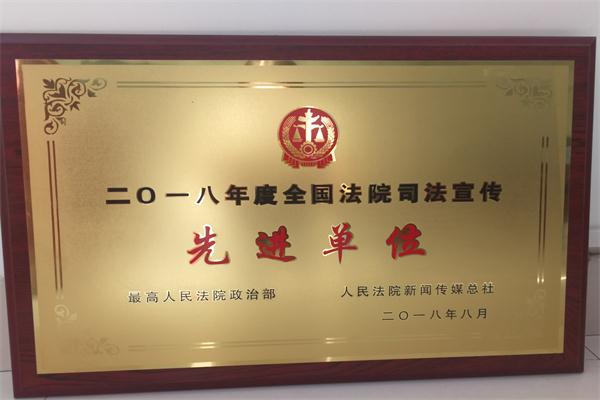 二〇一八年度全国法院司法宣传
先进单位
最高人民法院政治部 人民法院新闻传媒总社
二〇一八年八月